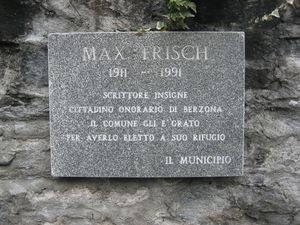 MAX FRISCH
1911 - 1991
SCRITTORE INSIGNE
CITTADINO ONORARIO DI BERZONA
IL COMUNE GLI E' GRATO
PER AVERLO ELETTO A SUO RIFUGIO
IL MUNICIPIO